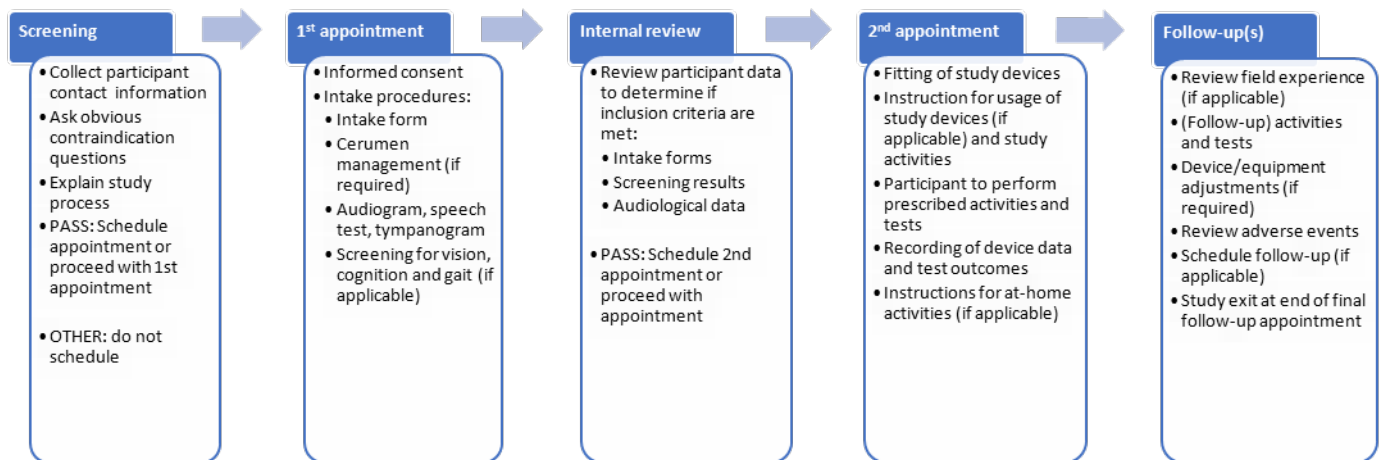 Screening
• Collect participant
contact information
• Ask obvious
contraindication
questions
• Explain study
process
• PASS: Schedule
appointment or
proceed with 1st
appointment
• OTHER: do not
schedule
1st appointment
• Informed consent
• Intake procedures:
• Intake form
• Cerumen
management (if
required)
• Audiogram, speech
test, tympanogram
• Screening for vision,
cognition and gait (if
applicable)
Internal review
• Review participant data
to determine if
inclusion criteria are
met:
• Intake forms
• Screening results
• Audiological data
• PASS: Schedule 2nd
appointment or
proceed with
appointment
2nd appointment
• Fitting of study devices
• Instruction for usage of
study devices (if
applicable) and study
activities
• Participant to perform
prescribed activities and
tests
• Recording of device data
and test outcomes
• Instructions for at-home
activities (if applicable)
Follow-up(s)
• Review field experience
(if applicable)
• (Follow-up) activities
and tests
• Device/equipment
adjustments (if
required)
• Review adverse events
• Schedule follow-up (if
applicable)
• Study exit at end of final
follow-up appointment